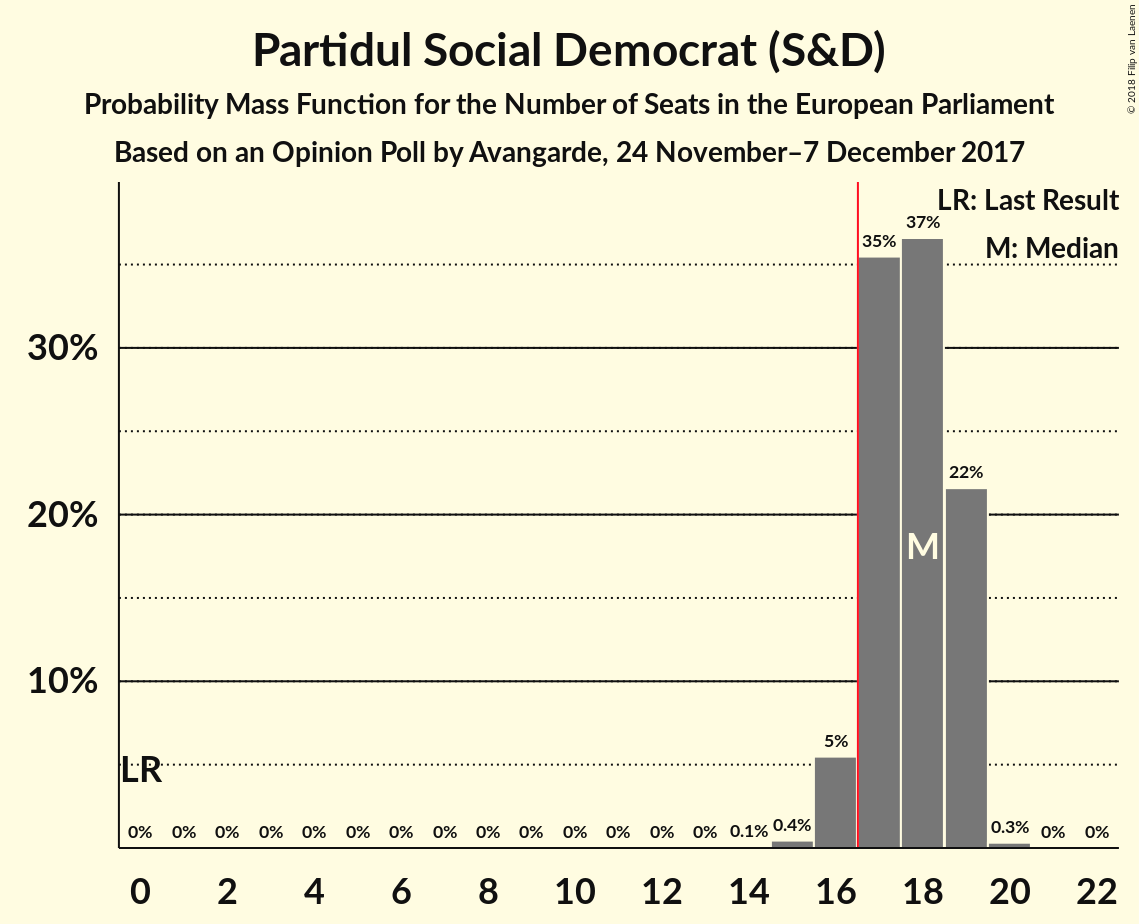 Partidul Social Democrat (S&D)
Probability Mass Function for the Number of Seats in the European Parliament
Based on an Opinion Poll by Avangarde, 24 November–7 December 2017
© 2018 Filip van Laenen
LR: Last Result
M: Median
37%
35%
30%
22%
20%
M
10%
5%
LR
0% 0% 0% 0% 0% 0% 0% 0% 0% 0% 0% 0% 0% 0% 0.1% 0.4% 0.3% 0% 0%
0 2 4 6 8 10 12 14 16 18 20 22